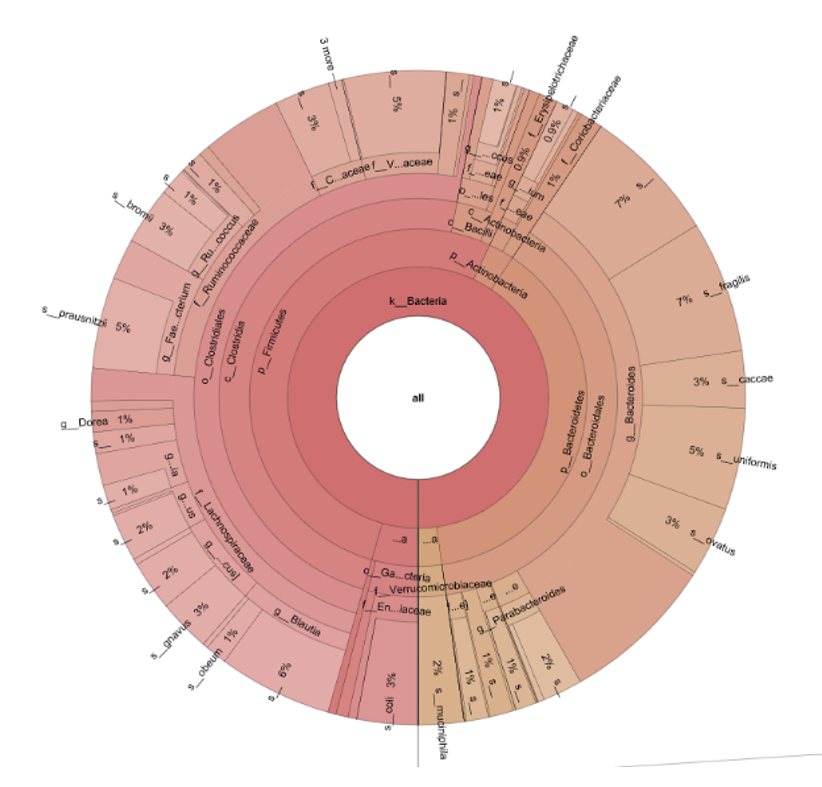 3 more
s__
5%
s__
1%
s__
1%
f__Erysipelotrichaceae
0.9%
s__
0.9%
f__Coriobacteriaceae
1%
s__
3%
f__C...aceae
f__V...aceae
g__...ccus
f__...eae
o__...les
g__...ium
f__...eae
c__Actinobacteria
c__Bacilli
p__Actinobacteria
s__
7%
s__fragilis
7%
s__caccae
3%
s__uniformis
5%
s__ovatus
3%
g__Bacteroides
o__Bacteroidales
p__Bacteroidetes
k__Bacteria
all
p__Firmicutes
c__Clostridia
o__Clostridiales
f__Ruminococcaceae
g__Ru...coccus
s__
1%
s__
1%
s__bromii
3%
g__Fae...cterium
s__prausnitzii
5%
g__Dorea
1%
s__
1%
g...ia
s__
1%
g...us
s__
2%
f__Lachnospiraceae
g__...cus]
s__
2%
s__gnavus
3%
s__obeum
1%
g__Blautia
s__
6%
...a
c__Ga...cteria
f__En...iaceae
s__coli
3%
...a
f__Verrucomicrobiaceae
s__muciniphila
2%
...e]
1%
s__
...e
1%
s__
...e
g__Parabacteroides
1%
s__
2%
s__